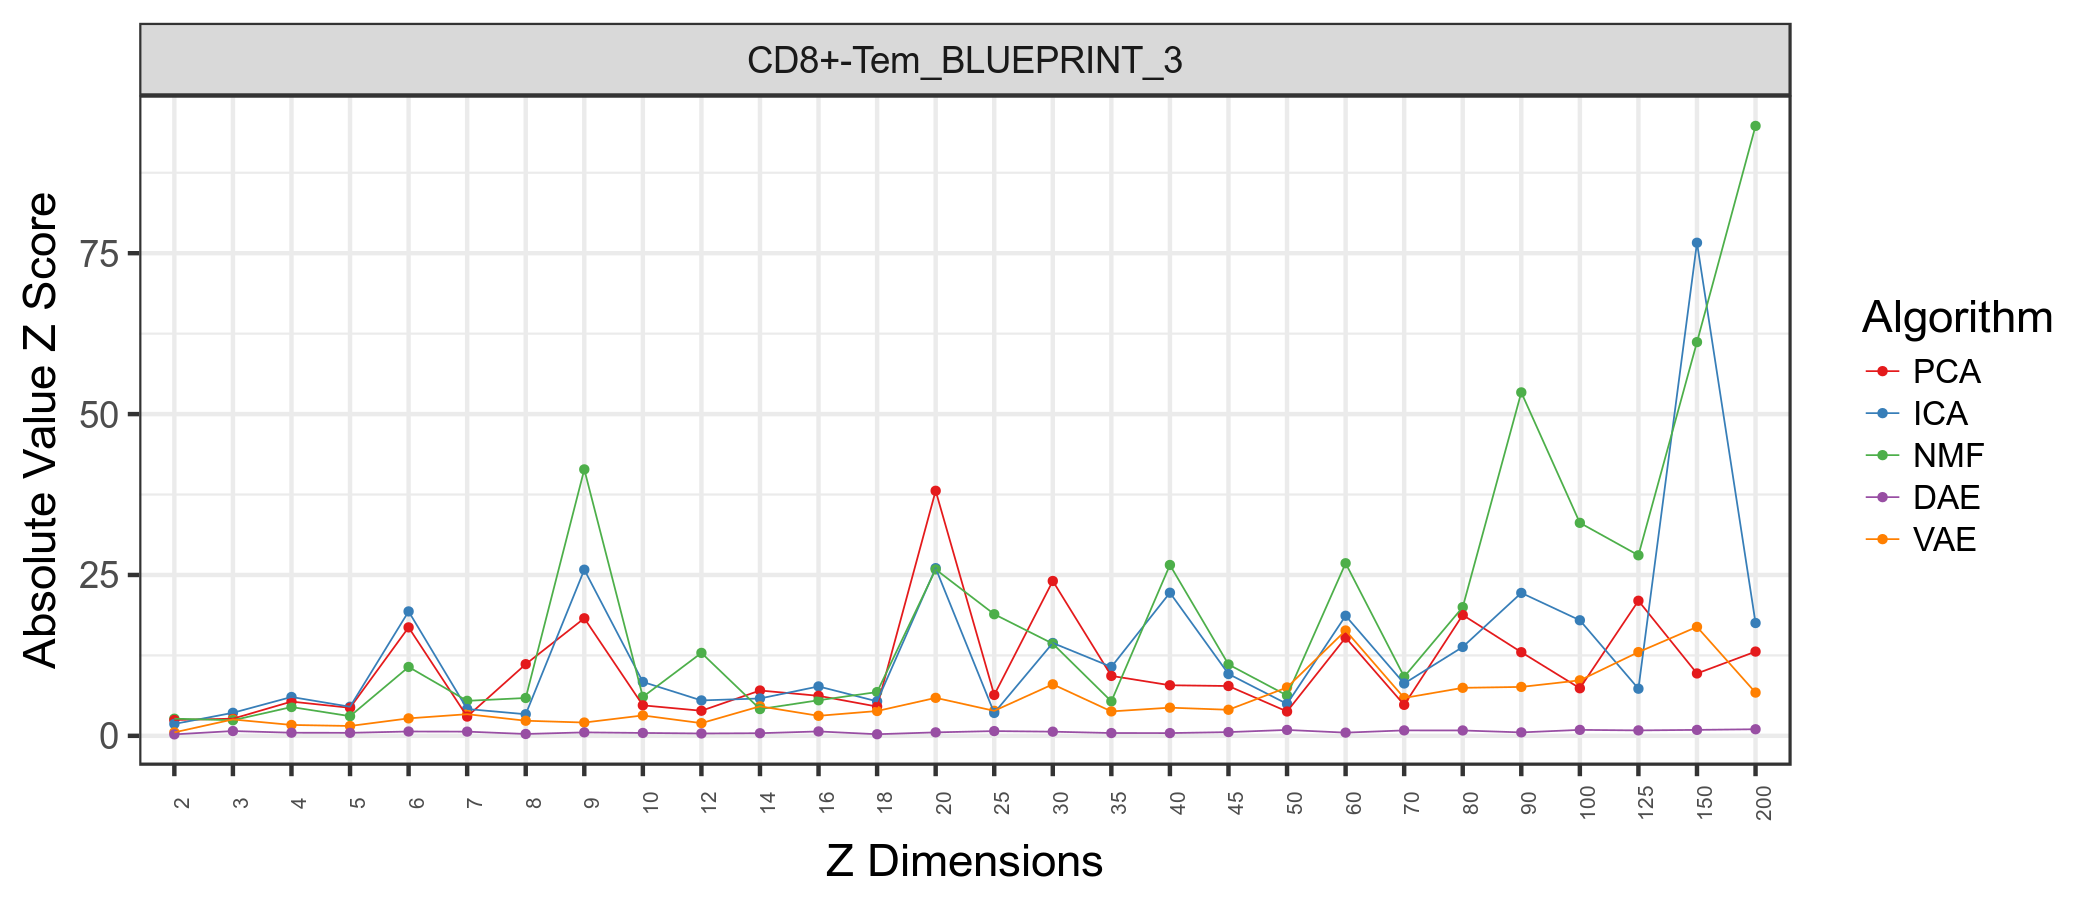 CD8+-Tem_BLUEPRINT_3
Absolute Value Z Score
75
50
25
0
2 3 4 5 6 7 8 9 10 12 14 16 18 20 25 30 35 40 45 50 60 70 80 90 100 125 150 200
Z Dimensions
Algorithm
PCA
ICA
NMF
DAE
VAE